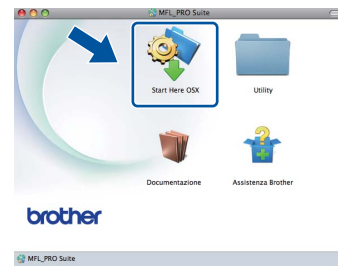 MFL_PRO Suite
Start Here OSX
Utility
Documentazione
Assistenza Brother
brother
MFL_PRO Suite